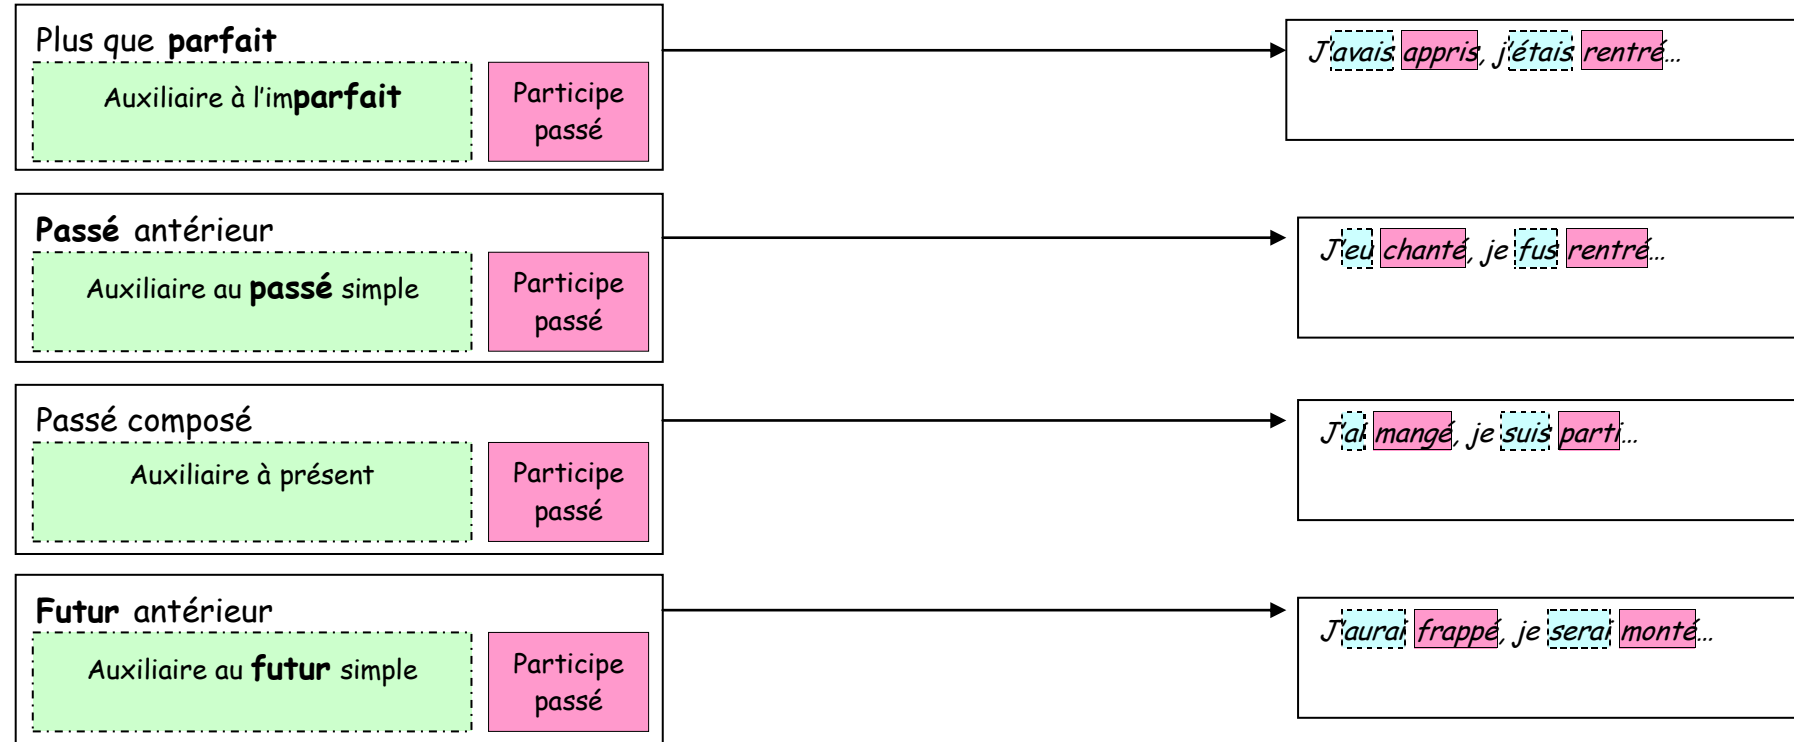 Plus que parfait
Auxiliaire à l’imparfait
Participe
passé
J'avais appris, j'étais rentré…
Passé antérieur
Auxiliaire au passé simple
Participe
passé
J'eu chanté, je fus rentré…
Passé composé
Auxiliaire à présent
Participe
passé
J'ai mangé, je suis parti…
Futur antérieur
Auxiliaire au futur simple
Participe
passé
J'aurai frappé, je serai monté…